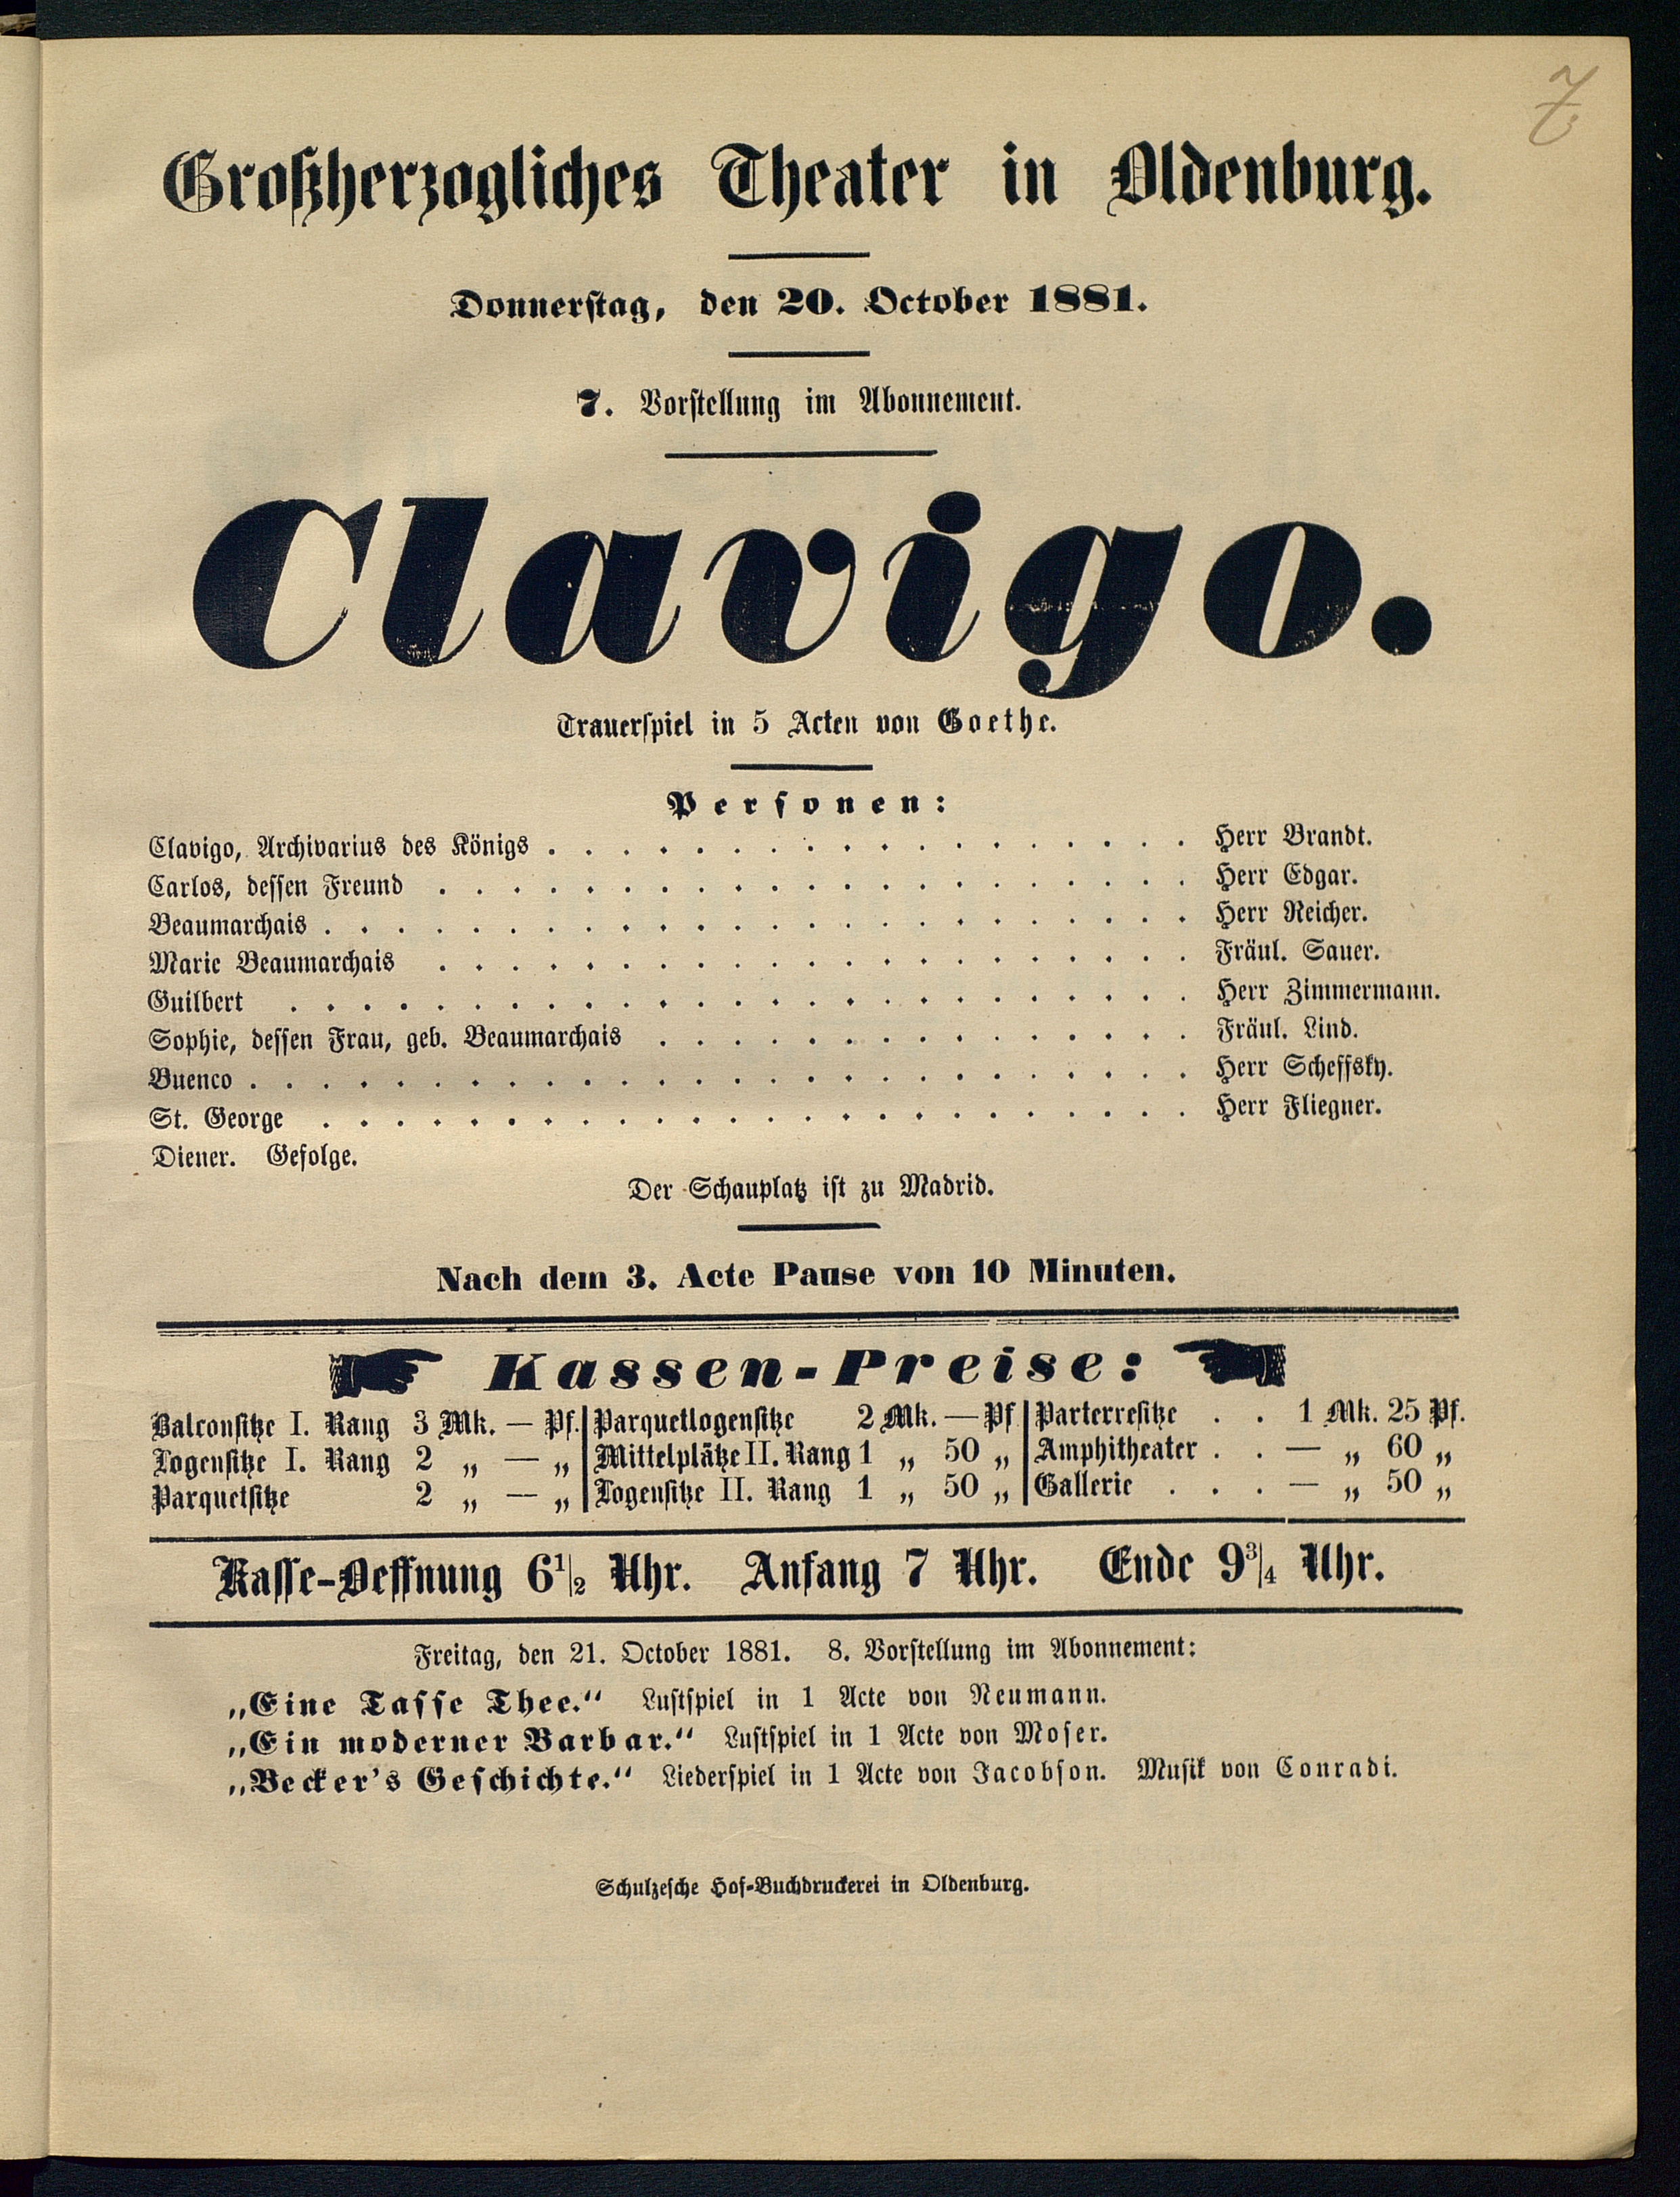 7
Großherzogliches Theater in Oldenburg.
Donnerstag, den 20. October 1881.
7. Vorstellung im Abonnement.
Clavigo.
Trauerspiel in 5 Acten von Goethe.
Personen:
Clavigo, Archivarius des Königs . . . . . . . . . . . . . . . . . . Herr Brandt.
Carlos, dessen Freund . . . . . . . . . . . . . . . . . . . . . Herr Edgar.
Beaumarchais . . . . . . . . . . . . . . . . . . . . . . . . Herr Reicher.
Marie Beaumarchais . . . . . . . . . . . . . . . . . . . . . Fräul. Sauer.
Guilbert . . . . . . . . . . . . . . . . . . . . . . . . . Herr Zimmermann.
Sophie, dessen Frau, geb. Beaumarchais . . . . . . . . . . . . . . . Fräul. Lind.
Buenco . . . . . . . . . . . . . . . . . . . . . . . . . . Herr Scheffsky.
St. George . . . . . . . . . . . . . . . . . . . . . . . . Herr Fliegner.
Diener. Gefolge.
Der Schauplatz ist zu Madrid.
Nach dem 3. Acte Pause von 10 Minuten.
Kassen-Preise:
Balconsitze I. Rang 3 Mk. — Pf. Parquetlogensitze 2 Mk. — Pf Parterresitze . . 1 Mk. 25 Pf.
Logensitze I. Rang 2 „ — „ Mittelplätze II. Rang 1 „ 50 „ Amphitheater . . — „ 60 „
Parquetsitze 2 „ — „ Logensitze II. Rang 1 „ 50 „ Gallerie . . . — „ 50 „
Kasse-Oeffnung 6½ Uhr. Anfang 7 Uhr. Ende 9¾ Uhr.
Freitag, den 21. October 1881. 8. Vorstellung im Abonnement:
„Eine Tasse Thee.“ Lustspiel in 1 Acte von Neumann.
„Ein moderner Barbar.“ Lustspiel in 1 Acte von Moser.
„Becker's Geschichte.“ Liederspiel in 1 Acte von Jacobson. Musik von Conradi.
Schulzesche Hof-Buchdruckerei in Oldenburg.